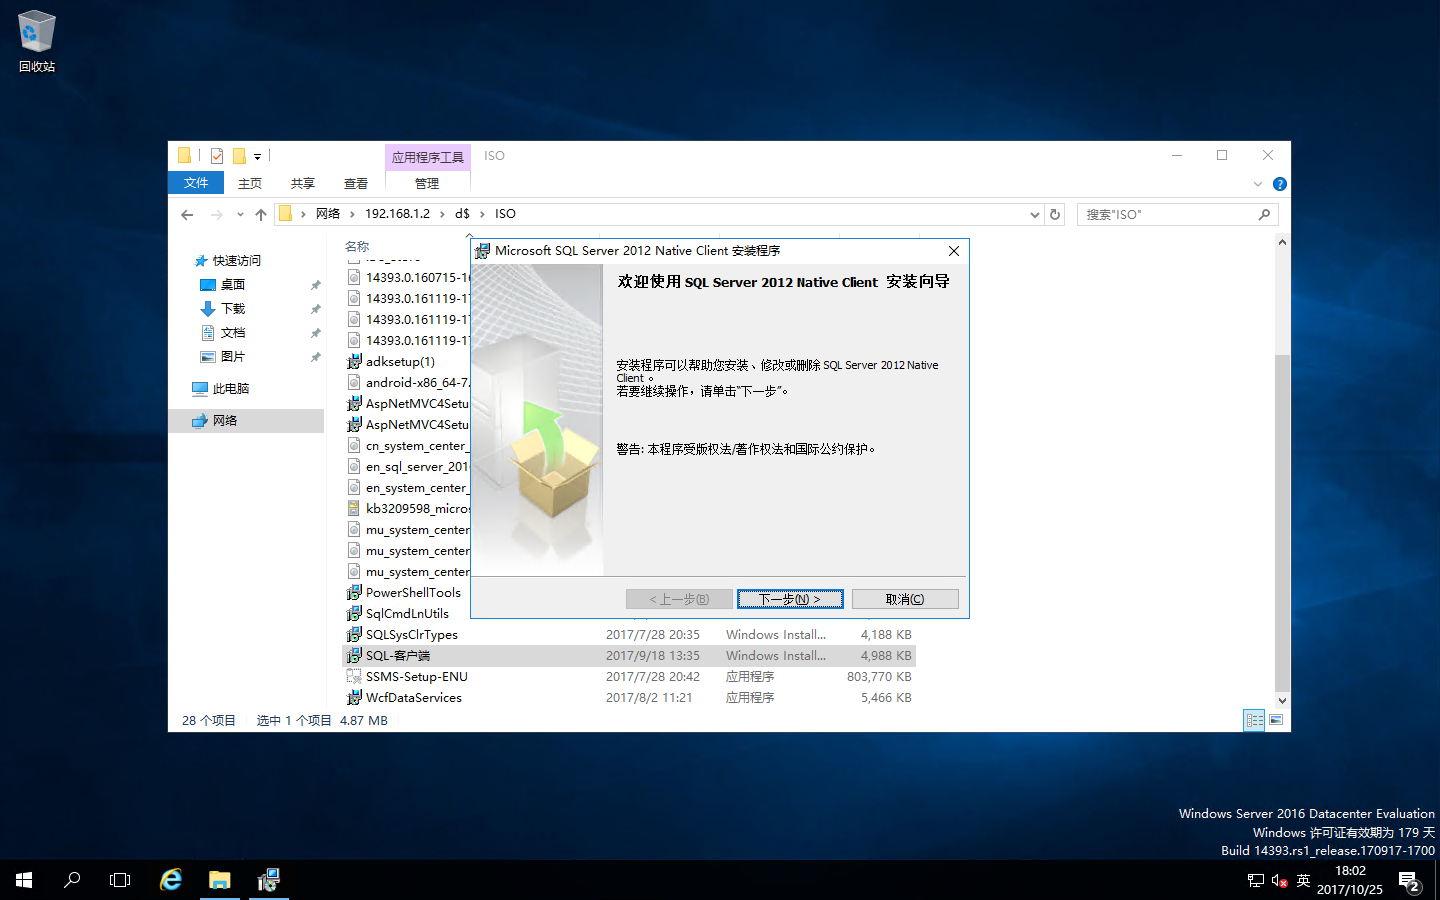 回收站
应用程序工具
ISO
文件
主页
共享
查看
管理
网络 › 192.168.1.2 › d$ › ISO
搜索"ISO"
快速访问
桌面
下载
文档
图片
此电脑
网络
名称
14393.0.160715-1
14393.0.161119-1
14393.0.161119-1
14393.0.161119-1
adksetup(1)
android-x86_64-7.
AspNetMVC4Setu
AspNetMVC4Setu
cn_system_center_
en_sql_server_201
en_system_center_
kb3209598_micros
mu_system_center
mu_system_center
mu_system_center
PowerShellTools
SqlCmdLnUtils
SQLSysClrTypes 2017/7/28 20:35 Windows Install... 4,188 KB
SQL-客户端 2017/9/18 13:35 Windows Install... 4,988 KB
SSMS-Setup-ENU 2017/7/28 20:42 应用程序 803,770 KB
WcfDataServices 2017/8/2 11:21 应用程序 5,466 KB
28 个项目 选中 1 个项目 4.87 MB
Microsoft SQL Server 2012 Native Client 安装程序
欢迎使用 SQL Server 2012 Native Client 安装向导
安装程序可以帮助您安装、修改或删除 SQL Server 2012 Native
Client 。
若要继续操作，请单击“下一步”。
警告: 本程序受版权法/著作权法和国际公约保护。
< 上一步(B)
下一步(N) >
取消(C)
Windows Server 2016 Datacenter Evaluation
Windows 许可证有效期为 179 天
Build 14393.rs1_release.170917-1700
英
18:02
2017/10/25
2